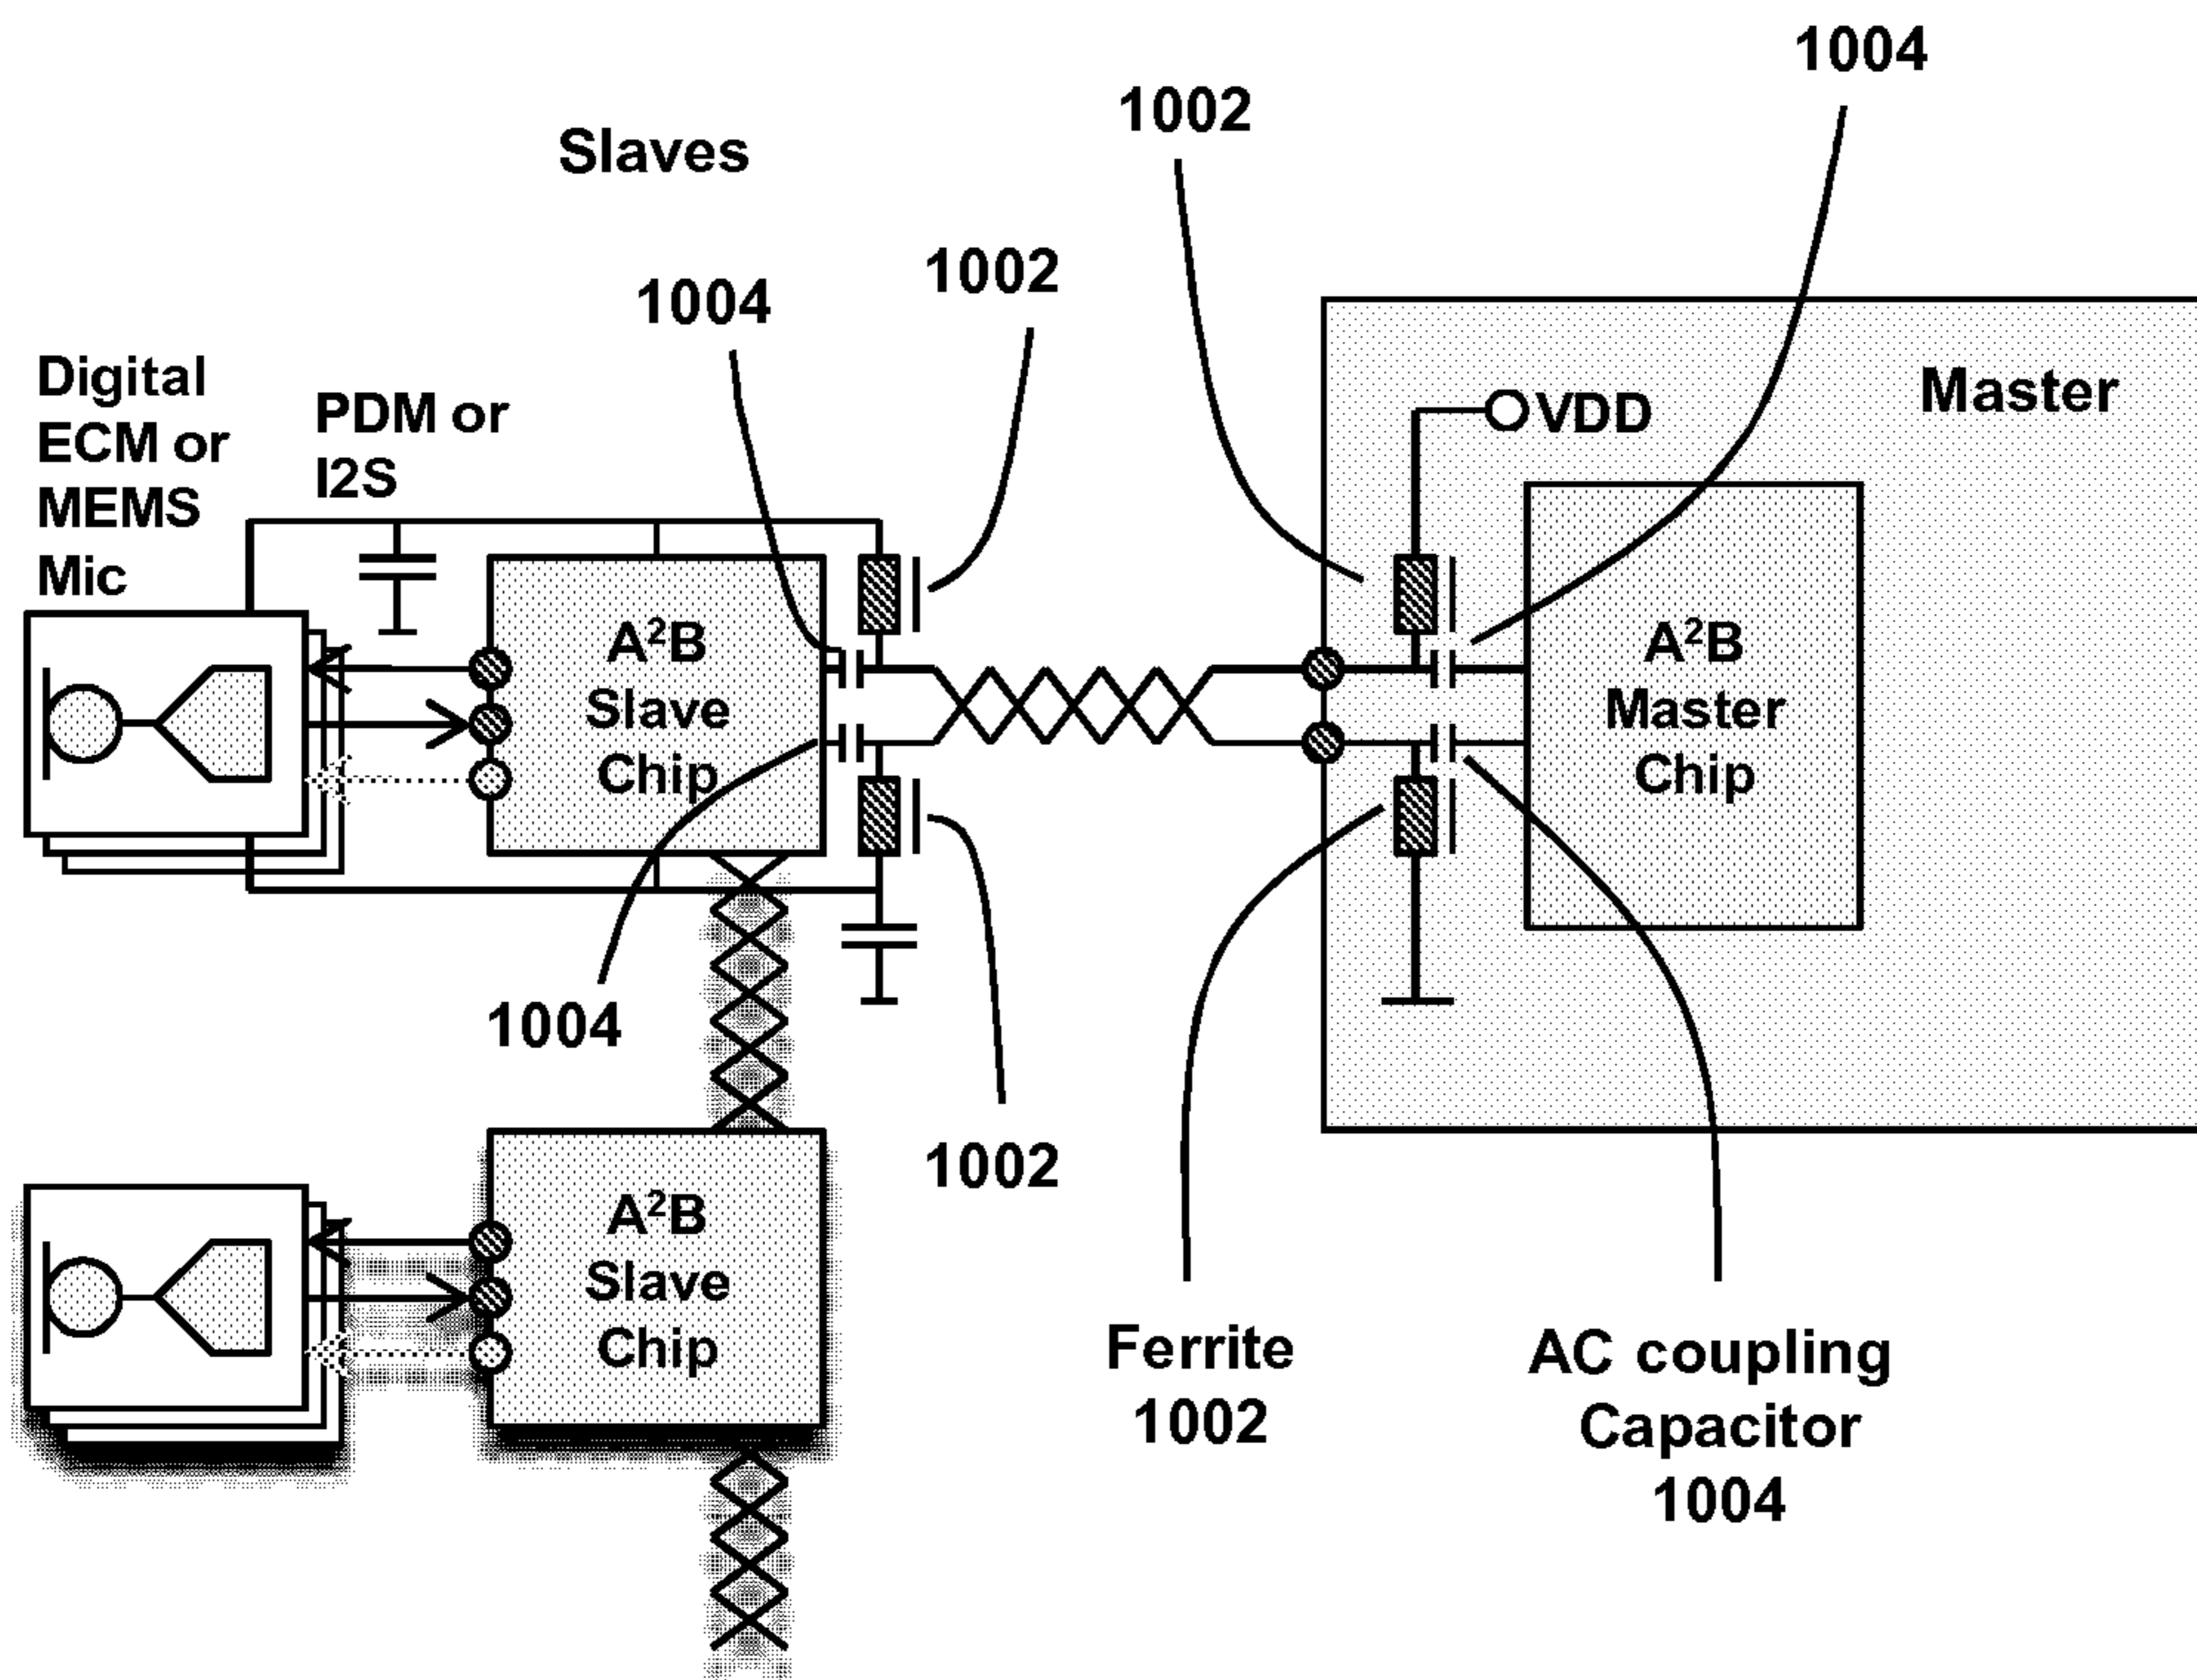 1004
1002
Slaves
1002
1004
Digital
ECM or
MEMS
Mic
PDM or
I2S
VDD
Master
A²B
Slave
Chip
A²B
Master
Chip
1004
1002
A²B
Slave
Chip
Ferrite
1002
AC coupling
Capacitor
1004